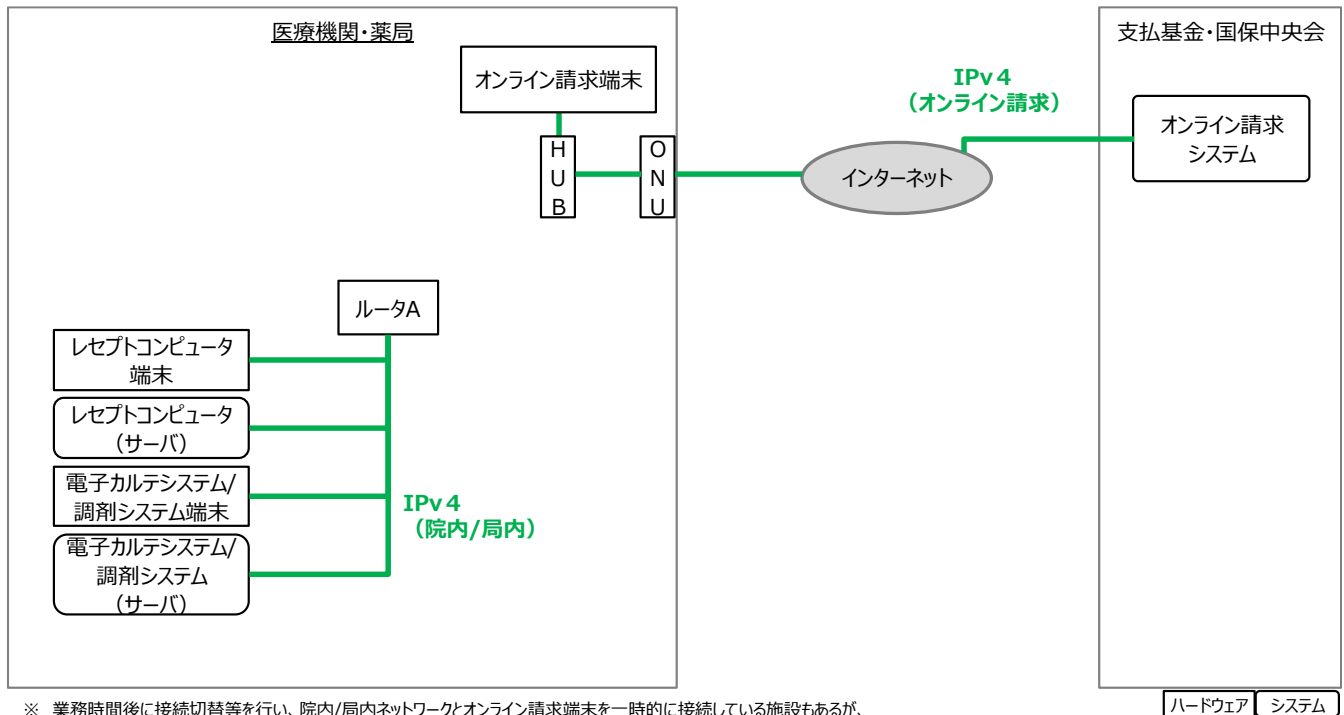 医療機関・薬局
支払基金・国保中央会
オンライン請求端末
IPv４
（オンライン請求）
オンライン請求
システム
H
U
B
O
N
U
インターネット
ルータA
レセプトコンピュータ
端末
レセプトコンピュータ
（サーバ）
電子カルテシステム/
調剤システム端末
電子カルテシステム/
調剤システム
（サーバ）
IPv４
（院内/局内）
ハードウェア
システム
※ 業務時間後に接続切替等を行い、院内/局内ネットワークとオンライン請求端末を一時的に接続している施設もあるが、